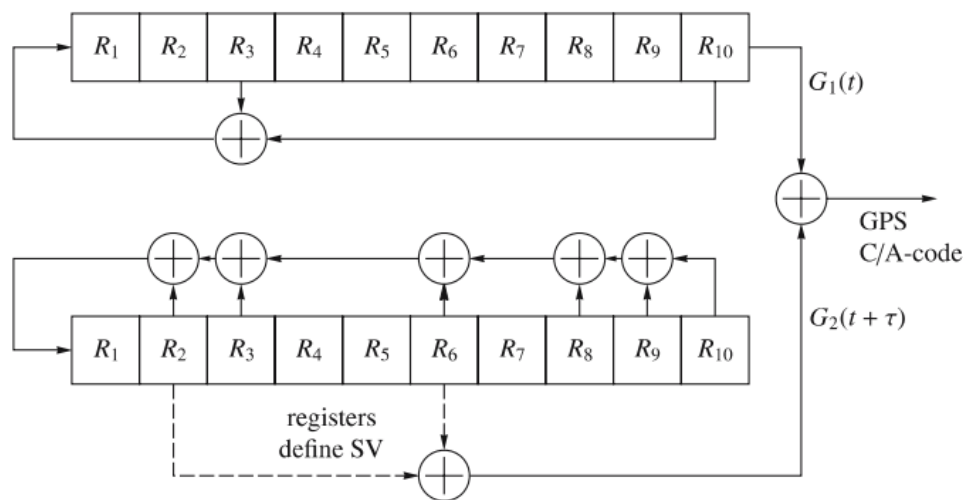 R1 R2 R3 R4 R5 R6 R7 R8 R9 R10
G1(t)
GPS
C/A-code
G2(t + τ)
R1 R2 R3 R4 R5 R6 R7 R8 R9 R10
registers
define SV